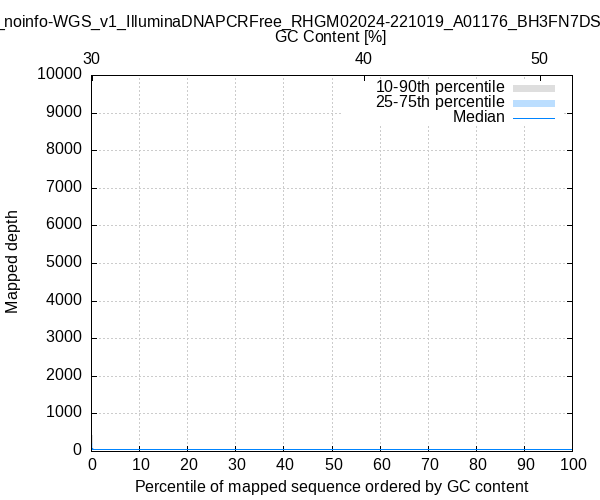 _noinfo-WGS_v1_IlluminaDNAPCRFree_RHGM02024-221019_A01176_BH3FN7DS
GC Content [%]
30 40 50
10-90th percentile
25-75th percentile
Median
10000
9000
8000
7000
6000
5000
4000
3000
2000
1000
0
Mapped depth
0 10 20 30 40 50 60 70 80 90 100
Percentile of mapped sequence ordered by GC content